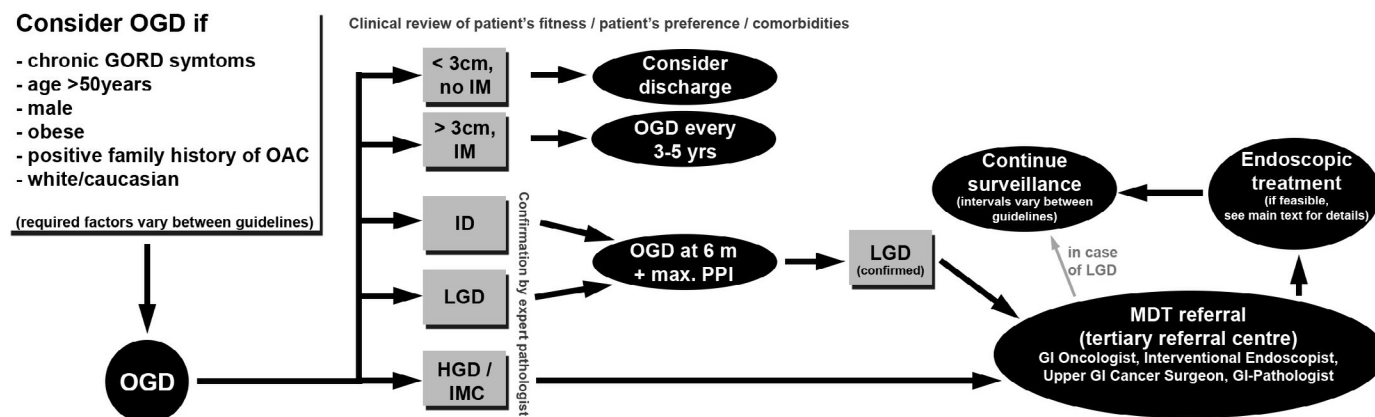 Consider OGD if
- chronic GORD symtoms
- age >50years
- male
- obese
- positive family history of OAC
- white/caucasian
(required factors vary between guidelines)
OGD
Clinical review of patient's fitness / patient's preference / comorbidities
< 3cm,
no IM
Consider
discharge
> 3cm,
IM
OGD every
3-5 yrs
ID
LGD
HGD /
IMC
Confirmation by expert pathologist
OGD at 6 m
+ max. PPI
LGD
(confirmed)
Continue
surveillance
(intervals vary between
guidelines)
Endoscopic
treatment
(if feasible,
see main text for details)
in case
of LGD
MDT referral
(tertiary referral centre)
GI Oncologist, Interventional Endoscopist,
Upper GI Cancer Surgeon, GI-Pathologist